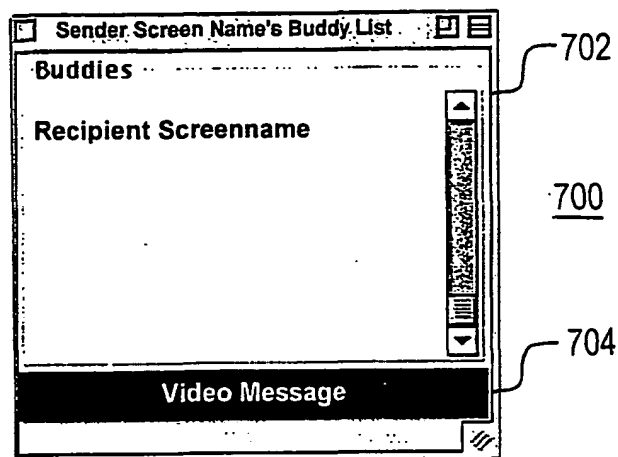 Sender Screen Name's Buddy List
702
Buddies
Recipient Screenname
700
704
Video Message